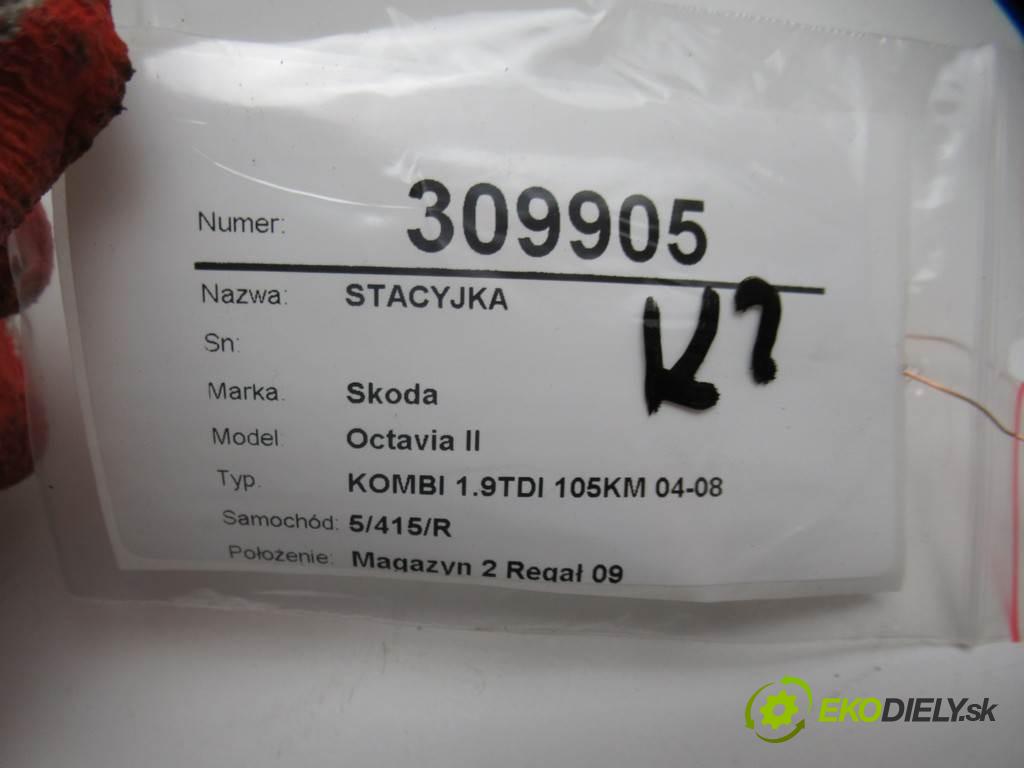 Numer: 309905
Nazwa: STACYJKA
Sn:
Marka: Skoda
Model: Octavia II
Typ. KOMBI 1.9TDI 105KM 04-08
Samochód: 5/415/R
Położenie: Magazyn 2 Regał 09
EKODIELY.sk